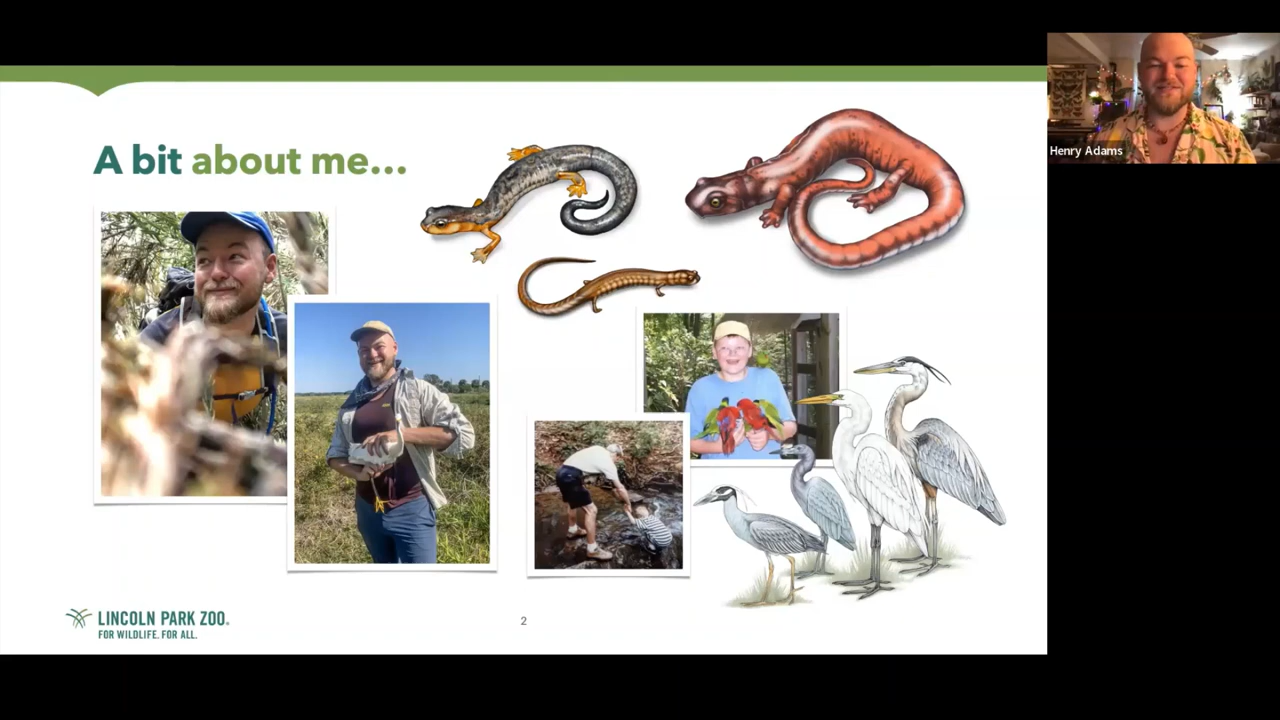 A bit about me...
LINCOLN PARK ZOO®
FOR WILDLIFE. FOR ALL.
2
Henry Adams